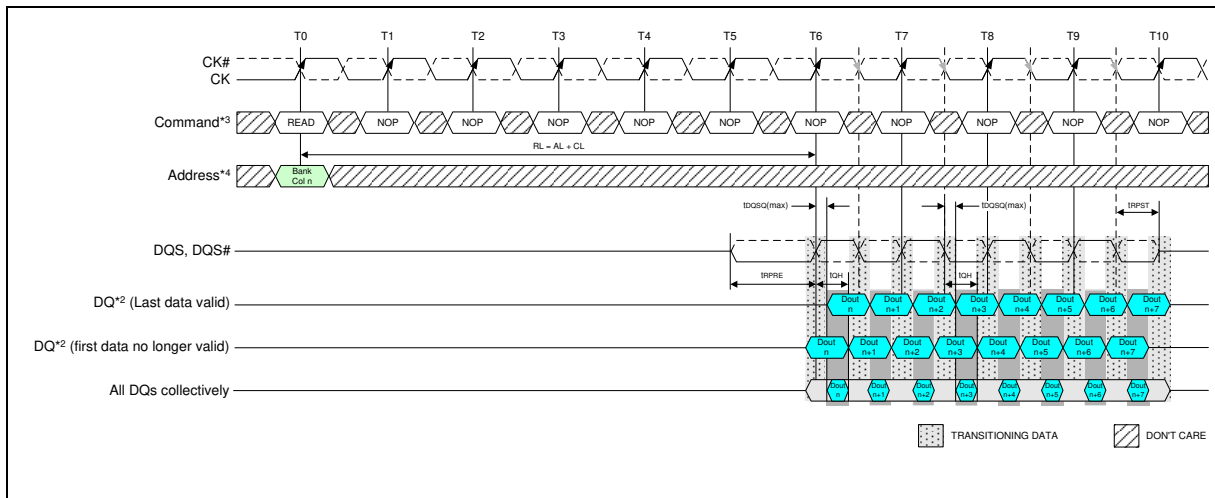 T0 T1 T2 T3 T4 T5 T6 T7 T8 T9 T10
CK#
CK
Command*3 READ NOP NOP NOP NOP NOP NOP NOP NOP NOP NOP
RL = AL + CL
Address*4
Bank
Col n
tDQSQ(max) tDQSQ(max) tRPST
DQS, DQS#
tRPRE tQH tQH
DQ*2 (Last data valid)
Dout Dout Dout Dout Dout Dout Dout Dout
n n+1 n+2 n+3 n+4 n+5 n+6 n+7
DQ*2 (first data no longer valid)
Dout Dout Dout Dout Dout Dout Dout Dout
n n+1 n+2 n+3 n+4 n+5 n+6 n+7
All DQs collectively
Dout Dout Dout Dout Dout Dout Dout Dout
n n+1 n+2 n+3 n+4 n+5 n+6 n+7
TRANSITIONING DATA DON'T CARE